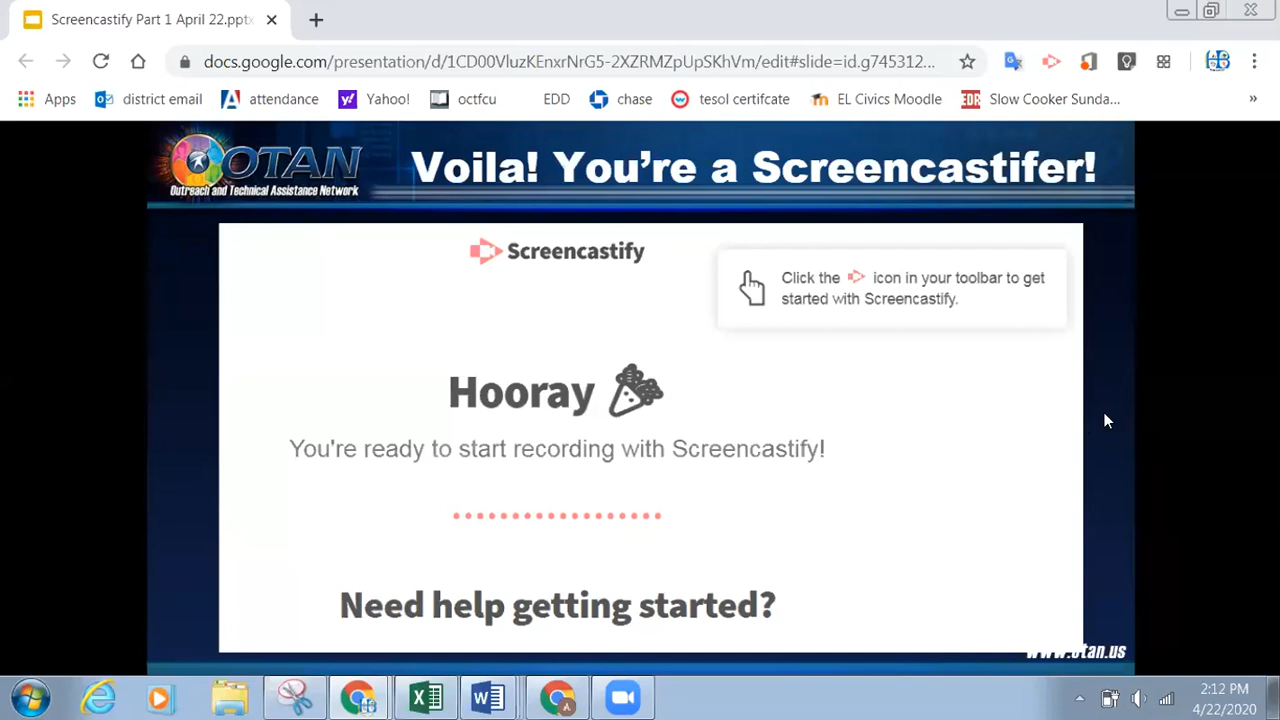 Screencastify Part 1 April 22.pptx
docs.google.com/presentation/d/1CD00VluzKEnxrNrG5-2XZRMZpUpSKhVm/edit#slide=id.g745312...
Apps district email attendance Yahoo! octfcu EDD chase test certifcate EL Civics Moodle EDR Slow Cooker Sunda... »
OTAN
Outreach and Technical Assistance Network
Voila! You’re a Screencastifer!
Screencastify
Click the icon in your toolbar to get
started with Screencastify.
Hooray
You're ready to start recording with Screencastify!
Need help getting started?
www.otan.us
2:12 PM
4/22/2020